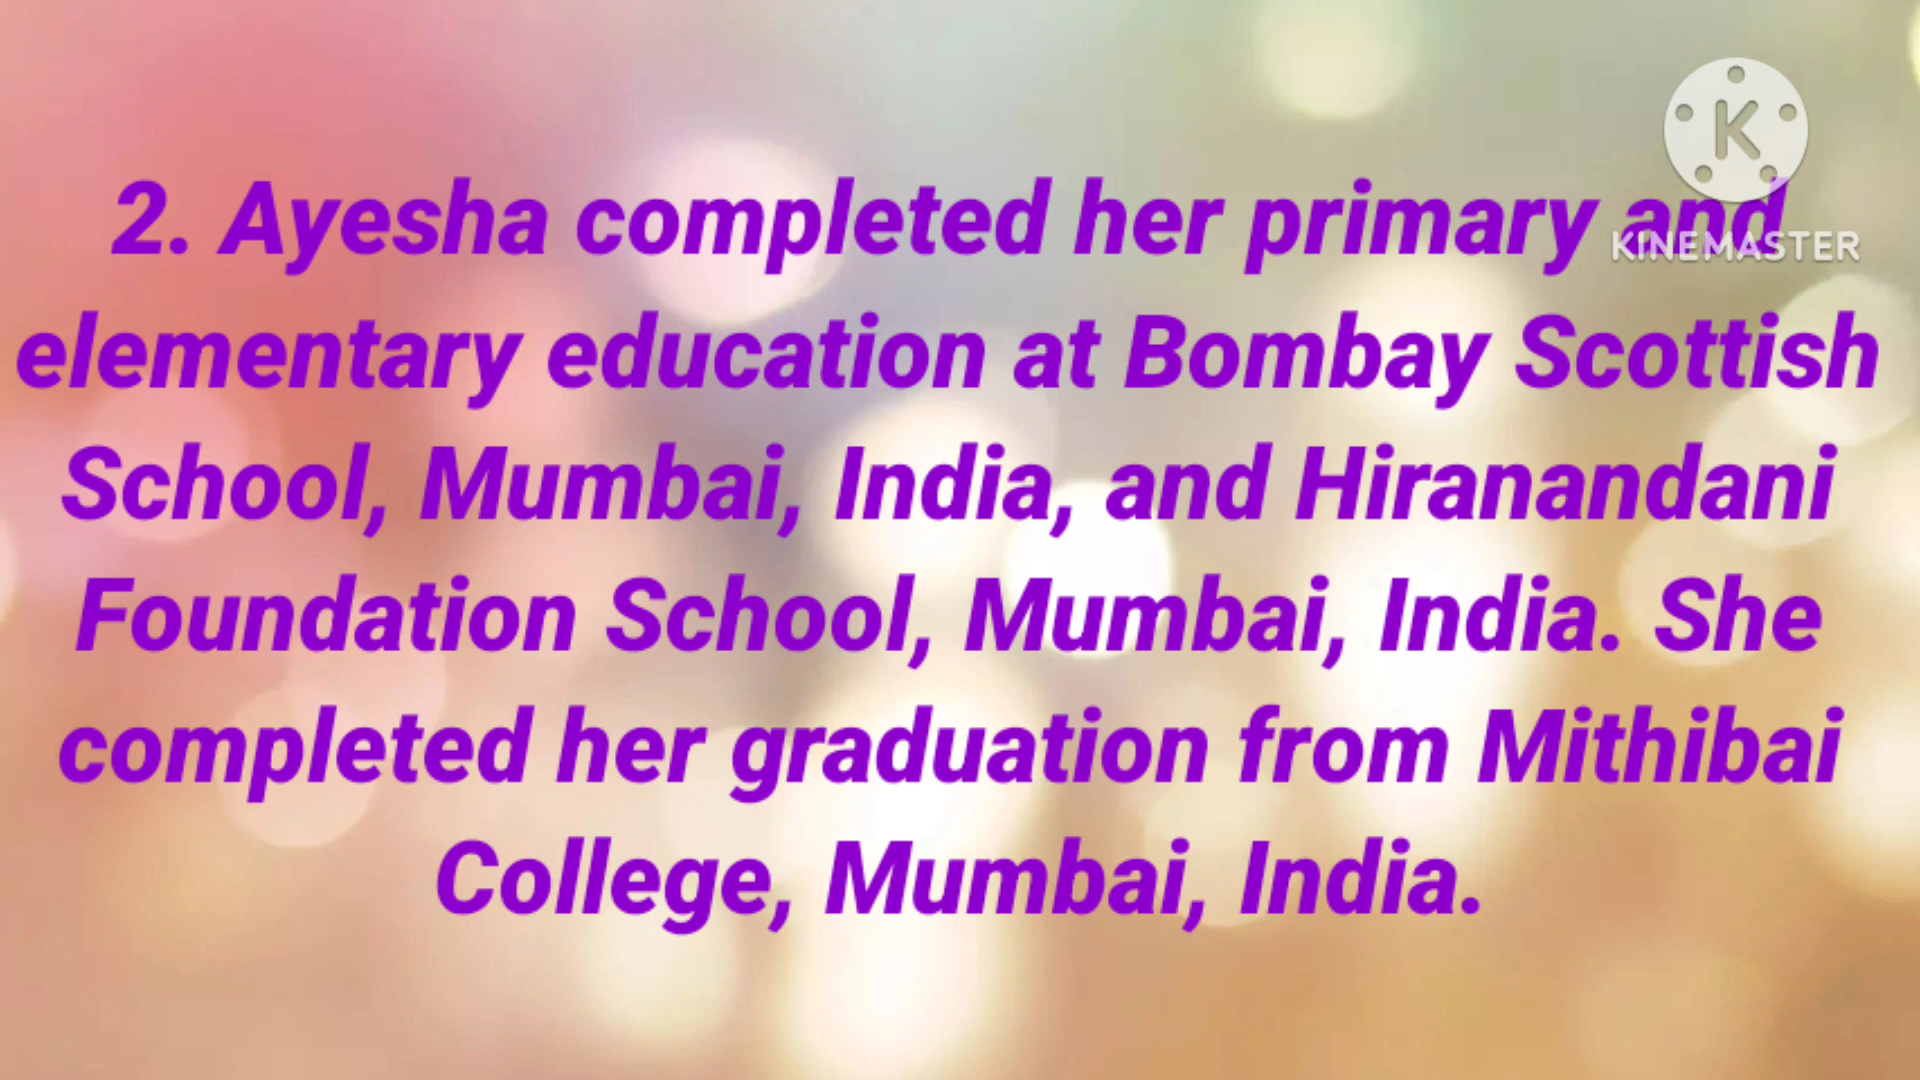 K
KINEMASTER
2. Ayesha completed her primary and
elementary education at Bombay Scottish
School, Mumbai, India, and Hiranandani
Foundation School, Mumbai, India. She
completed her graduation from Mithibai
College, Mumbai, India.